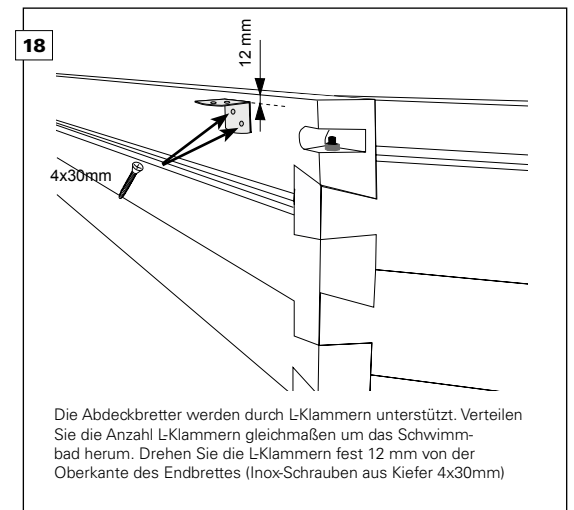 18
12 mm
4x30mm
Die Abdeckbretter werden durch L-Klammern unterstützt. Verteilen
Sie die Anzahl L-Klammern gleichmaßen um das Schwimm-
bad herum. Drehen Sie die L-Klammern fest 12 mm von der
Oberkante des Endbrettes (Inox-Schrauben aus Kiefer 4x30mm)